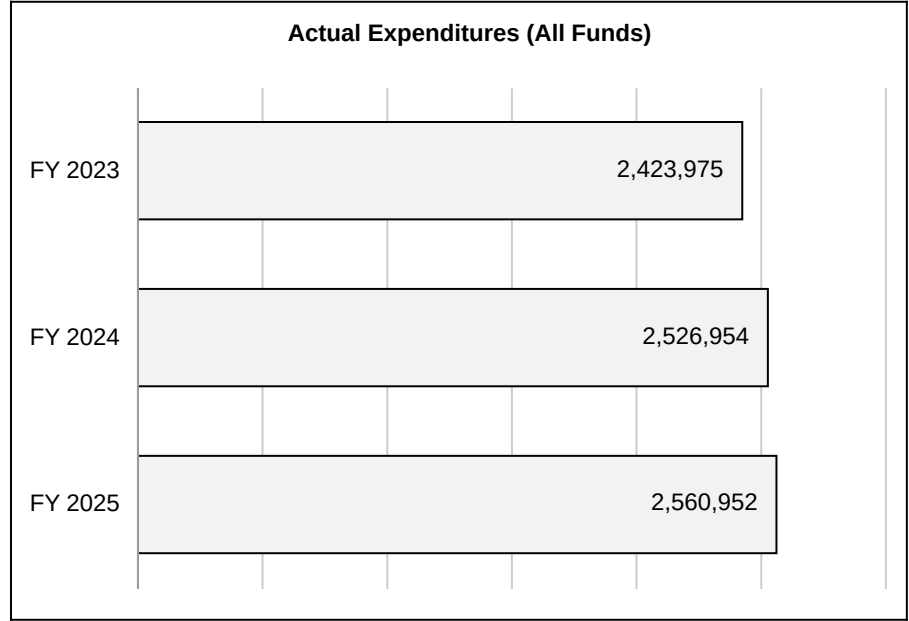 Actual Expenditures (All Funds)
FY 2023
2,423,975
FY 2024
2,526,954
FY 2025
2,560,952